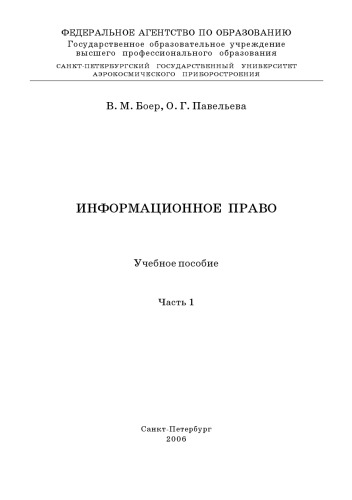 ФЕДЕРАЛЬНОЕ АГЕНТСТВО ПО ОБРАЗОВАНИЮ
Государственное образовательное учреждение
высшего профессионального образования
САНКТ-ПЕТЕРБУРГСКИЙ ГОСУДАРСТВЕННЫЙ УНИВЕРСИТЕТ
АЭРОКОСМИЧЕСКОГО ПРИБОРОСТРОЕНИЯ
В. М. Боер, О. Г. Павельева
ИНФОРМАЦИОННОЕ ПРАВО
Учебное пособие
Часть 1
Санкт-Петербург
2006